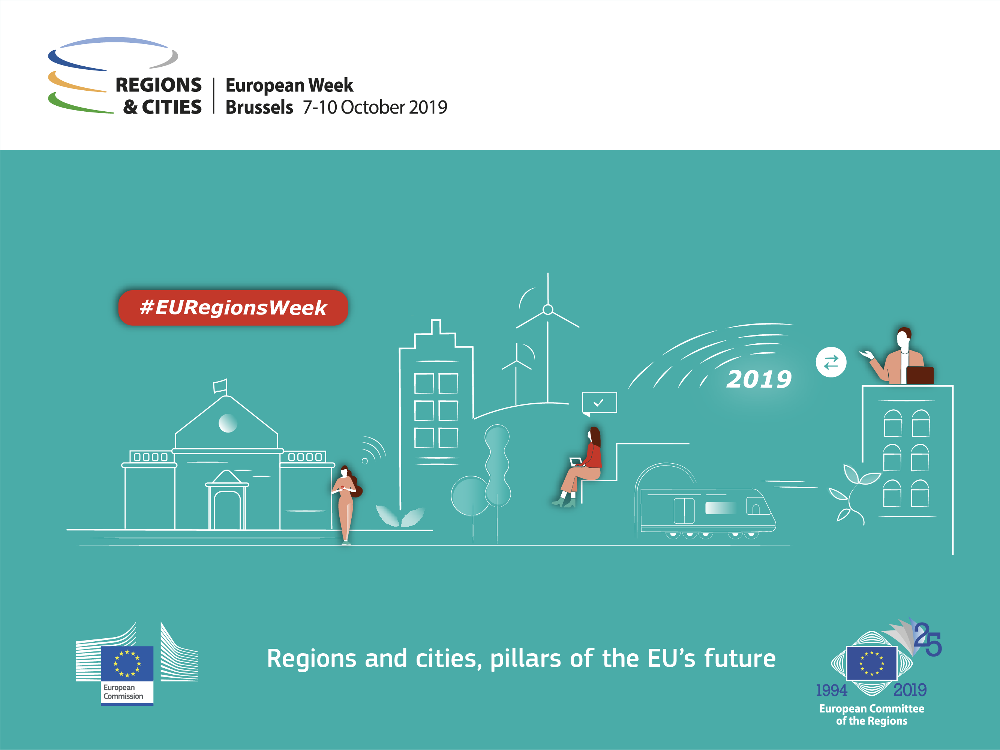 REGIONS
& CITIES
European Week
Brussels 7-10 October 2019
#EURegionsWeek
2019
European
Commission
Regions and cities, pillars of the EU’s future
25
1994 2019
European Committee
of the Regions